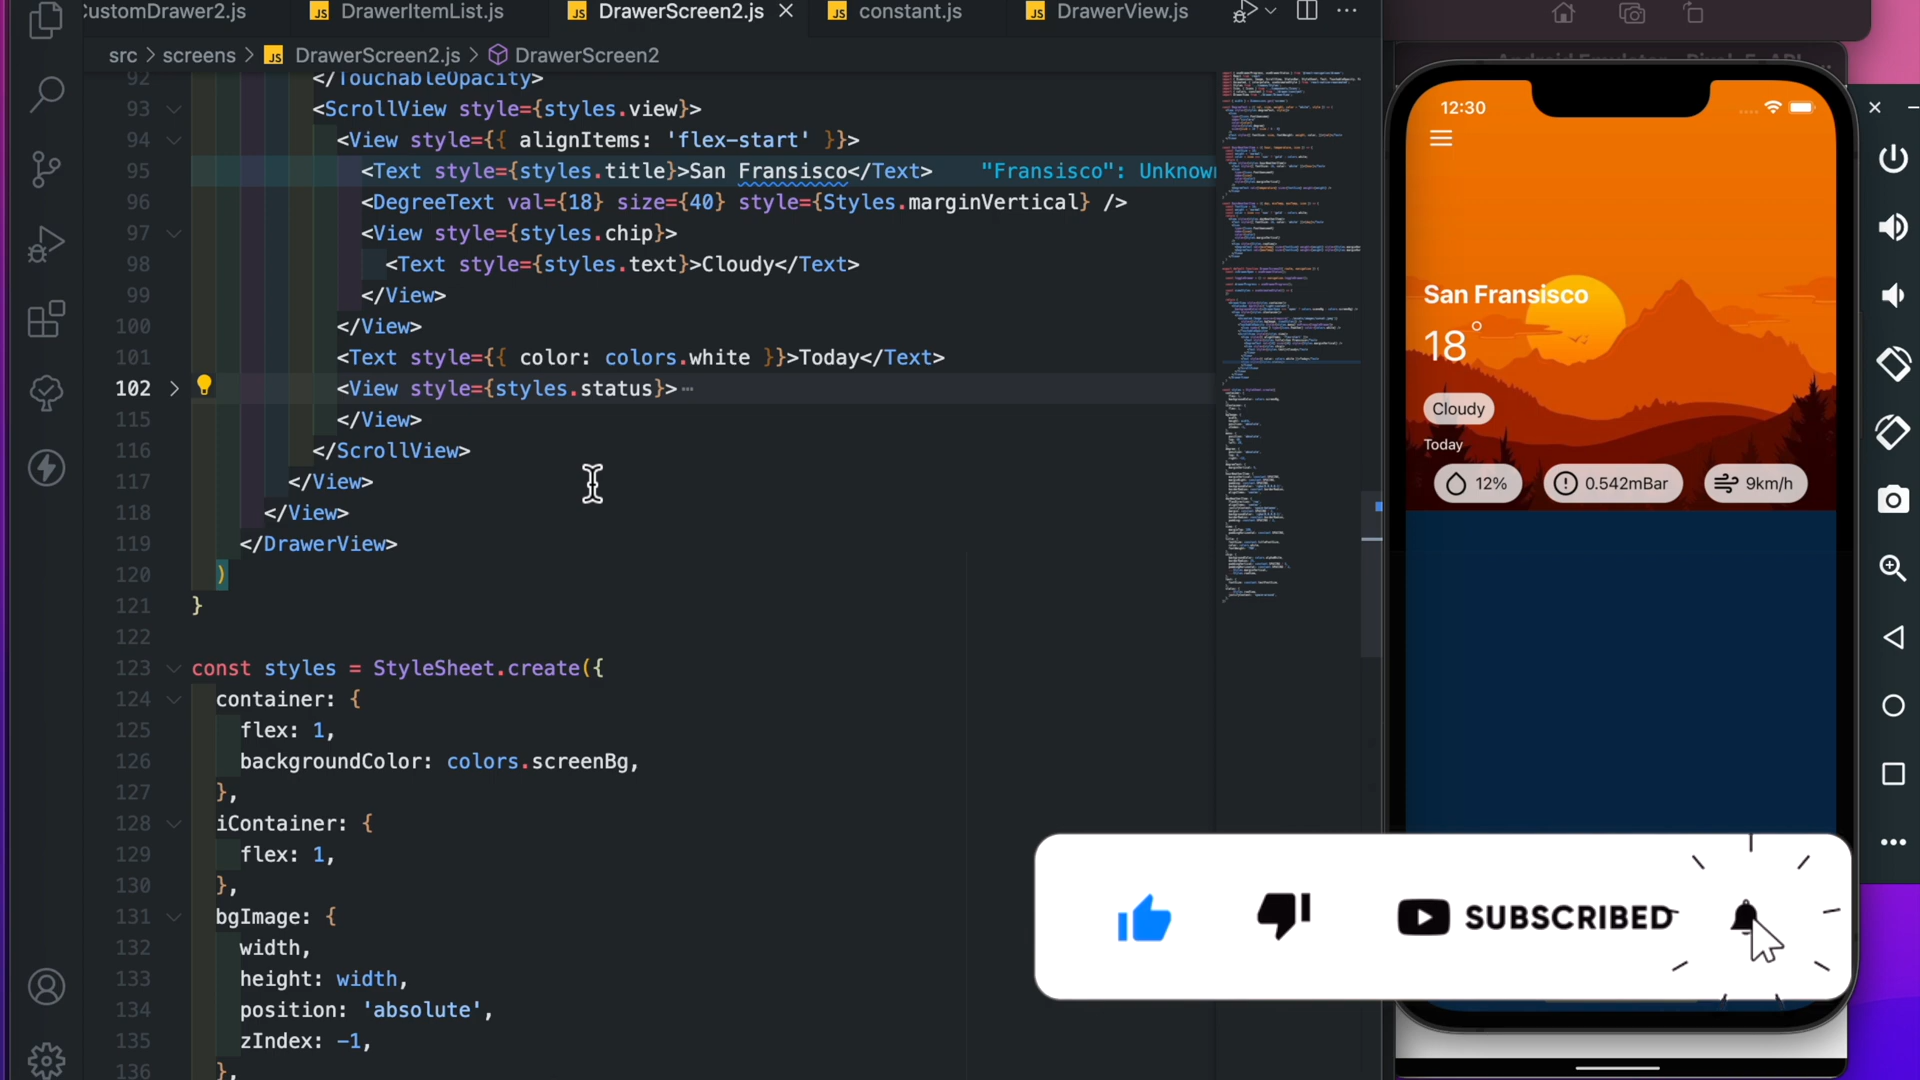 CustomDrawer2.js JS DrawerItemList.js JS DrawerScreen2.js JS constant.js JS DrawerView.js
src > screens > JS DrawerScreen2.js > DrawerScreen2
92 </TouchableOpacity>
93 <ScrollView style={styles.view}>
94 <View style={{ alignItems: 'flex-start' }}>
95 <Text style={styles.title}>San Fransisco</Text> "Fransisco": Unknown
96 <DegreeText val={18} size={40} style={Styles.marginVertical} />
97 <View style={styles.chip}>
98 <Text style={styles.text}>Cloudy</Text>
99 </View>
100 </View>
101 <Text style={{ color: colors.white }}>Today</Text>
102 <View style={styles.status}>…
115 </View>
116 </ScrollView>
117 </View>
118 </View>
119 </DrawerView>
120 )
121 }
122
123 const styles = StyleSheet.create({
124 container: {
125 flex: 1,
126 backgroundColor: colors.screenBg,
127 },
128 iContainer: {
129 flex: 1,
130 },
131 bgImage: {
132 width,
133 height: width,
134 position: 'absolute',
135 zIndex: -1,
136 },
12:30
San Fransisco
18°
Cloudy
Today
12% 0.542mBar 9km/h
SUBSCRIBED